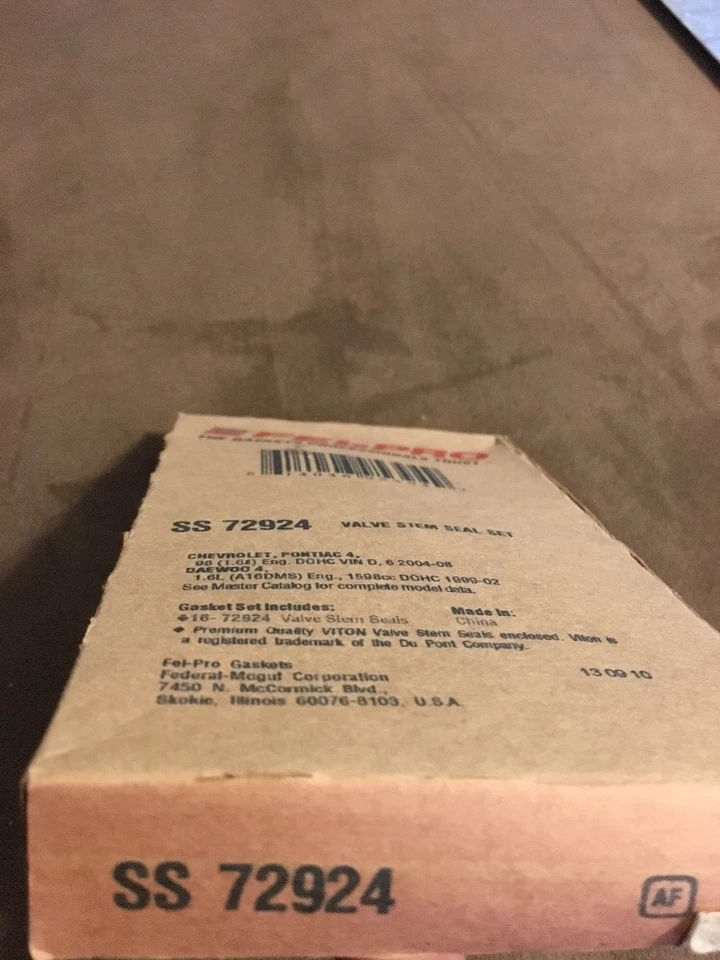 FEL-PRO
THE GASKETS PROFESSIONALS TRUST
SS 72924 VALVE STEM SEAL SET
CHEVROLET, PONTIAC 4,
98 (1.6ℓ) Eng. DOHC VIN D, 6 2004-08
DAEWOO 4,
1.6L (A16DMS) Eng., 1598cc DOHC 1999-02
See Master Catalog for complete model data.
Gasket Set Includes: Made in:
◆16- 72924 Valve Stem Seals China
◆ Premium Quality VITON Valve Stem Seals enclosed. Viton is
a registered trademark of the Du Pont Company.
Fel-Pro Gaskets
Federal-Mogul Corporation 13 09 10
7450 N. McCormick Blvd.,
Skokie, Illinois 60076-8103, U.S.A.
SS 72924 AF